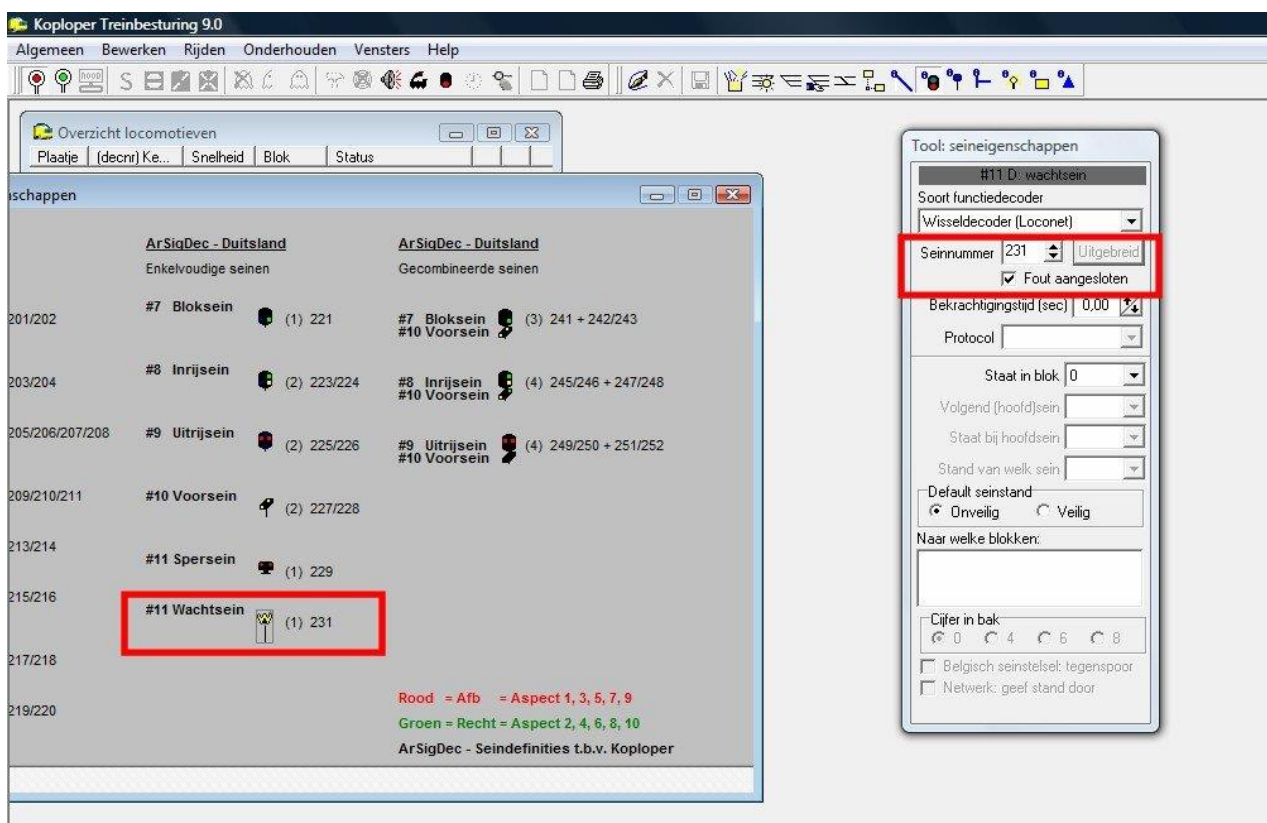 Koploper Treinbesturing 9.0
Algemeen Bewerken Rijden Onderhouden Vensters Help
Overzicht locomotieven
Plaatje (decnr) Ke... Snelheid Blok Status
nschappen
ArSigDec - Duitsland
Enkelvoudige seinen
ArSigDec - Duitsland
Gecombineerde seinen
201/202
#7 Bloksein (1) 221
#7 Bloksein (3) 241 + 242/243
#10 Voorsein
203/204
#8 Inrijsein (2) 223/224
#8 Inrijsein (4) 245/246 + 247/248
#10 Voorsein
205/206/207/208
#9 Uitrijsein (2) 225/226
#9 Uitrijsein (4) 249/250 + 251/252
#10 Voorsein
209/210/211
#10 Voorsein (2) 227/228
213/214
#11 Spersein (1) 229
215/216
#11 Wachtsein (1) 231
217/218
219/220
Rood = Afb = Aspect 1, 3, 5, 7, 9
Groen = Recht = Aspect 2, 4, 6, 8, 10
ArSigDec - Seindefinities t.b.v. Koploper
Tool: seineigenschappen
#11 D: wachtsein
Soort functiedecoder
Wisseldecoder (Loconet)
Seinnummer 231 Uitgebreid
Fout aangesloten
Bekrachtigingstijd (sec) 0,00
Protocol
Staat in blok 0
Volgend (hoofd)sein
Staat bij hoofdsein
Stand van welk sein
Default seinstand
Onveilig Veilig
Naar welke blokken:
Cijfer in bak
0 4 6 8
Belgisch seinstelsel: tegenspoor
Netwerk: geef stand door